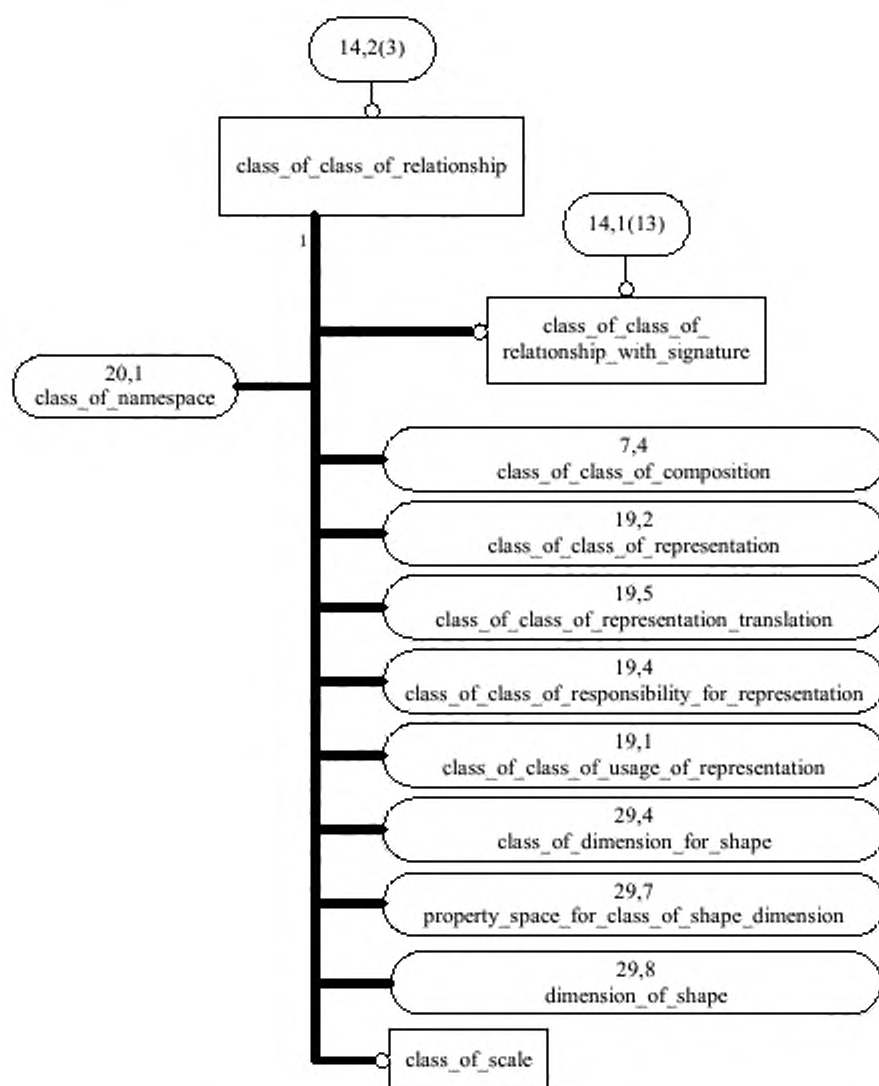 14,2(3)
class_of_class_of_relationship
1
14,1(13)
class_of_class_of_
relationship_with_signature
20,1
class_of_namespace
7,4
class_of_class_of_composition
19,2
class_of_class_of_representation
19,5
class_of_class_of_representation_translation
19,4
class_of_class_of_responsibility_for_representation
19,1
class_of_class_of_usage_of_representation
29,4
class_of_dimension_for_shape
29,7
property_space_for_class_of_shape_dimension
29,8
dimension_of_shape
class_of_scale